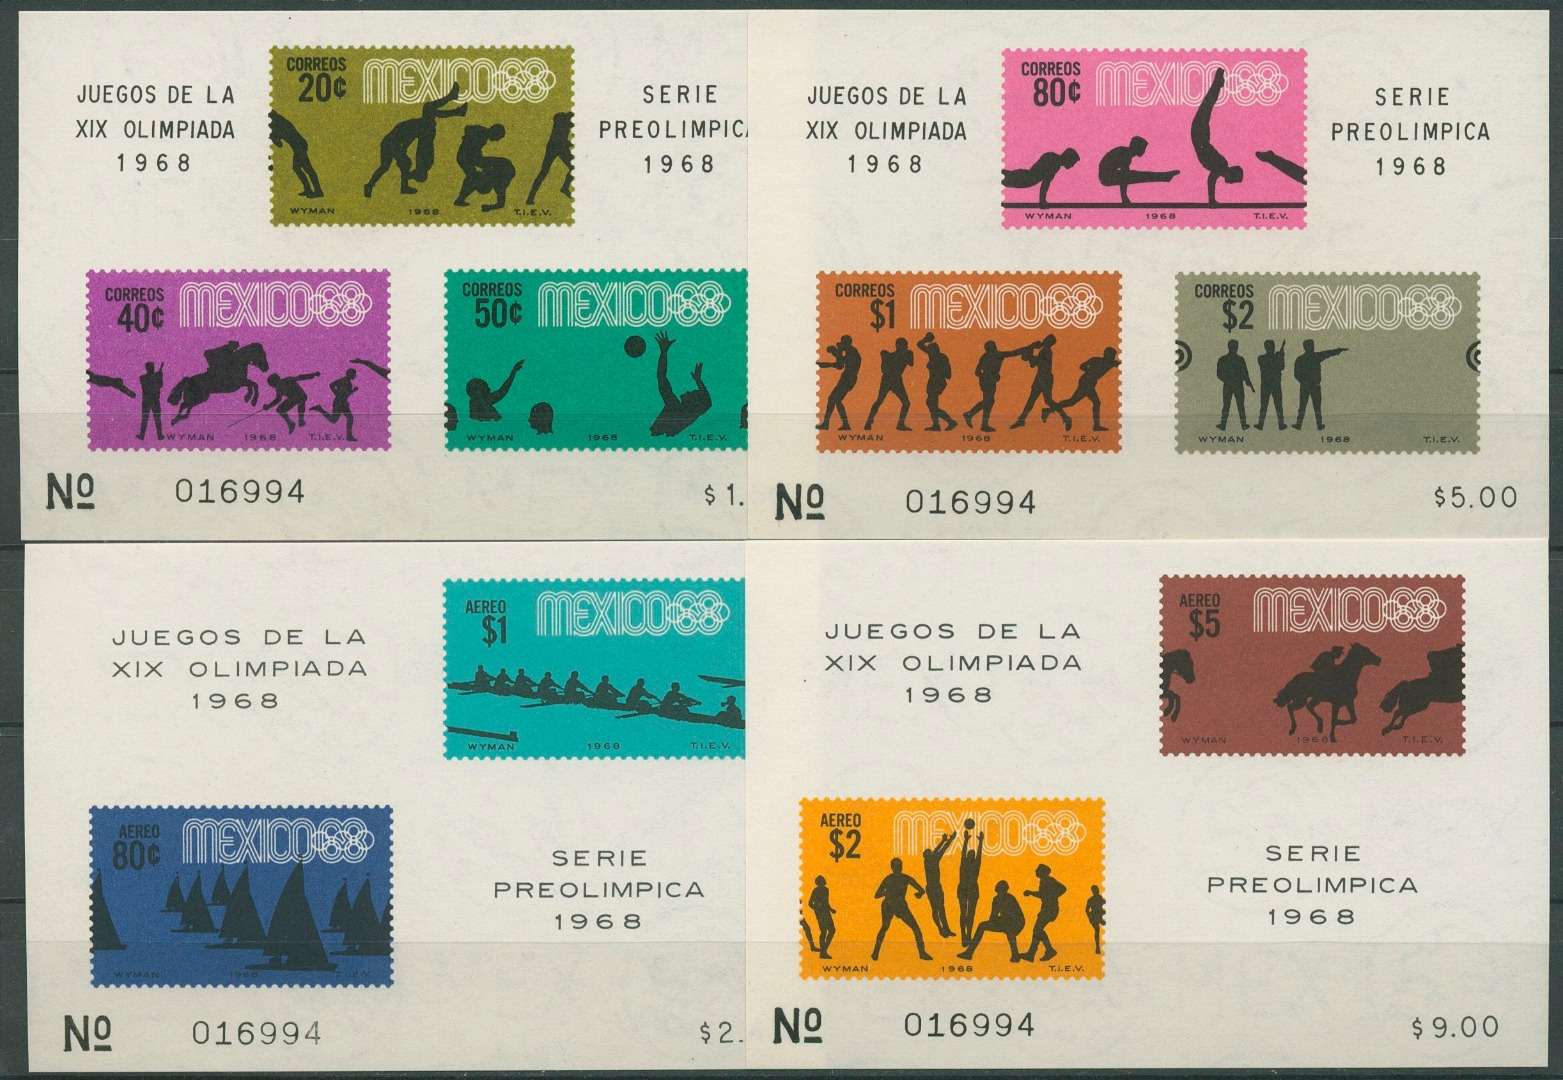 JUEGOS DE LA
XIX OLIMPIADA
1968
CORREOS
20¢
MEXICO68
WYMAN 1968 T.I.E.V.
SERIE
PREOLIMPICA
1968
CORREOS
40¢
MEXICO68
WYMAN 1968 T.I.E.V.
CORREOS
50¢
MEXICO68
WYMAN 1968
Nº 016994 $1.
JUEGOS DE LA
XIX OLIMPIADA
1968
CORREOS
80¢
MEXICO68
WYMAN 1968 T.I.E.V.
SERIE
PREOLIMPICA
1968
CORREOS
$1
MEXICO68
WYMAN 1968 T.I.E.V.
CORREOS
$2
MEXICO68
WYMAN 1968 T.I.E.V.
Nº 016994 $5.00
JUEGOS DE LA
XIX OLIMPIADA
1968
AEREO
$1
MEXICO68
WYMAN 1968 T.I.E.V.
AEREO
80¢
MEXICO68
WYMAN 1968 T.I.E.V.
SERIE
PREOLIMPICA
1968
Nº 016994 $2.
JUEGOS DE LA
XIX OLIMPIADA
1968
AEREO
$5
MEXICO68
WYMAN 1968 T.I.E.V.
AEREO
$2
MEXICO68
WYMAN 1968 T.I.E.V.
SERIE
PREOLIMPICA
1968
Nº 016994 $9.00